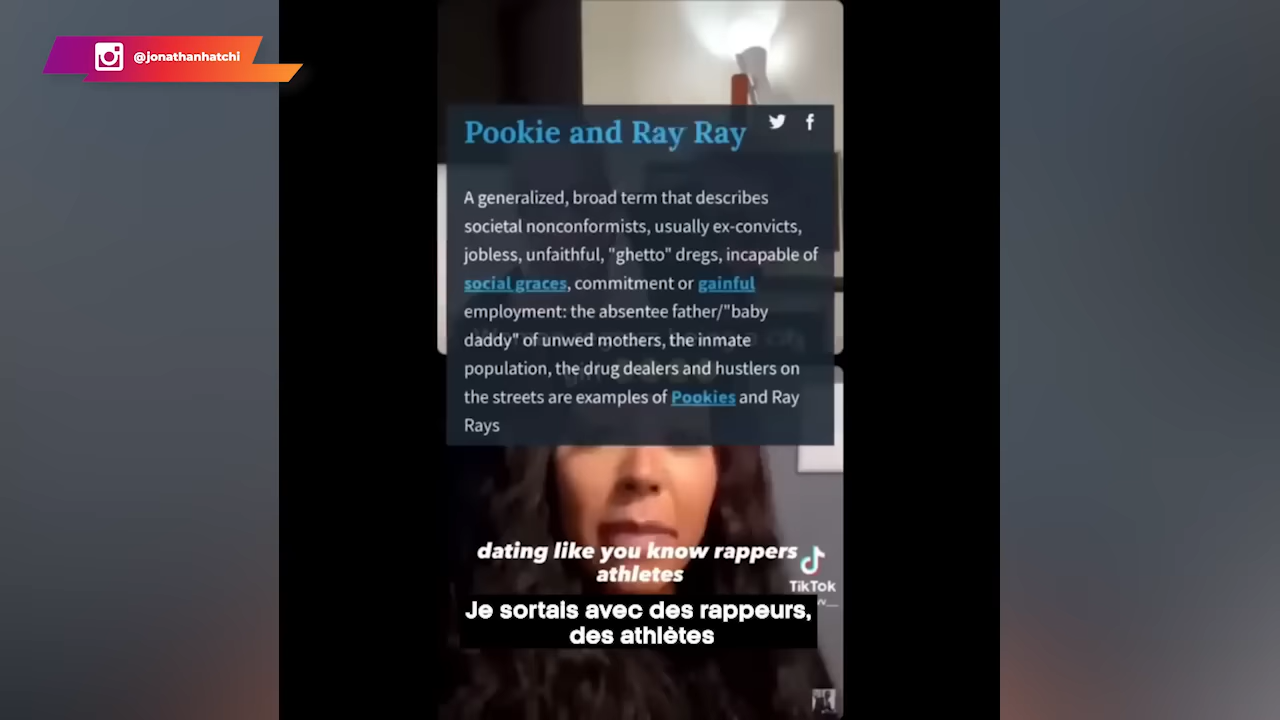 @jonathanhatchi
Pookie and Ray Ray
A generalized, broad term that describes
societal nonconformists, usually ex-convicts,
jobless, unfaithful, "ghetto" dregs, incapable of
social graces, commitment or gainful
employment: the absentee father/"baby
daddy" of unwed mothers, the inmate
population, the drug dealers and hustlers on
the streets are examples of Pookies and Ray
Rays
dating like you know rappers
athletes
TikTok
Je sortais avec des rappeurs,
des athlètes